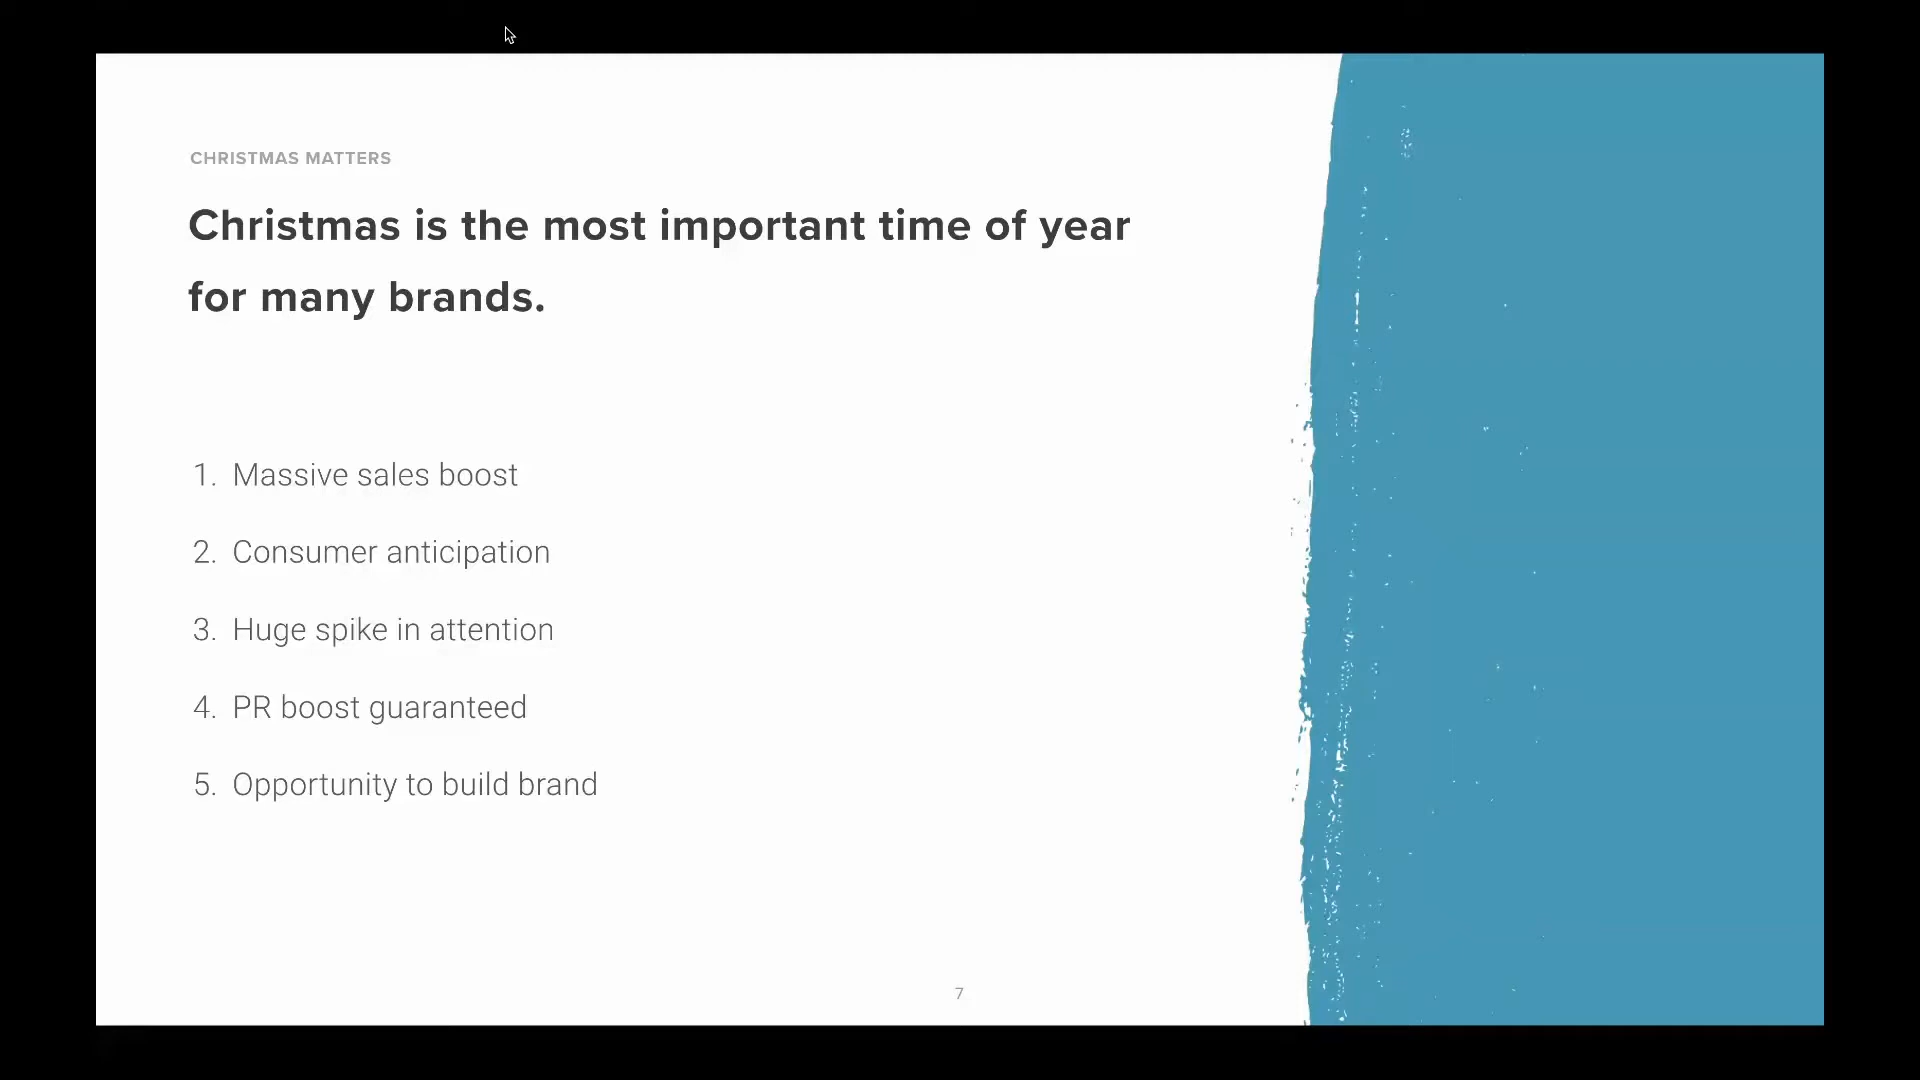 CHRISTMAS MATTERS
Christmas is the most important time of year
for many brands.
1. Massive sales boost
2. Consumer anticipation
3. Huge spike in attention
4. PR boost guaranteed
5. Opportunity to build brand
7